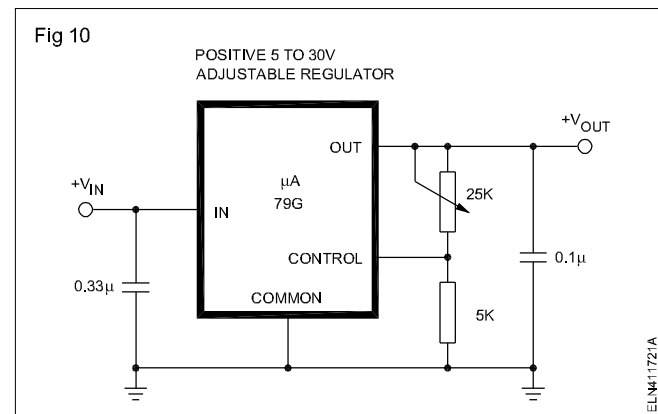 Fig 10
POSITIVE 5 TO 30V
ADJUSTABLE REGULATOR
+VOUT
OUT
+VIN
µA
79G
IN
25K
CONTROL
0.1µ
0.33µ
COMMON
5K
ELN411721A